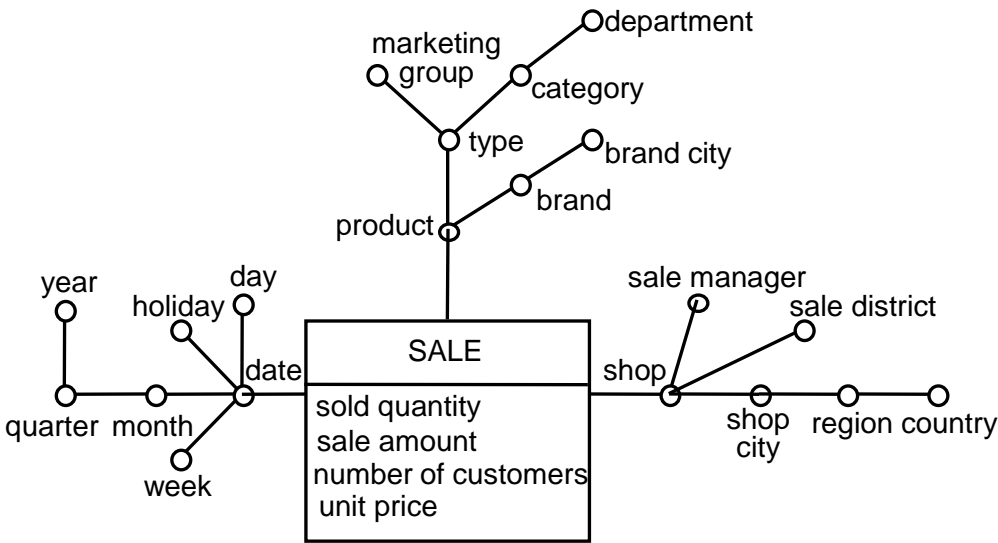 department
marketing
group
category
type
brand city
brand
product
year
holiday
day
date
quarter
month
week
SALE
sold quantity
sale amount
number of customers
unit price
sale manager
sale district
shop
shop
city
region
country